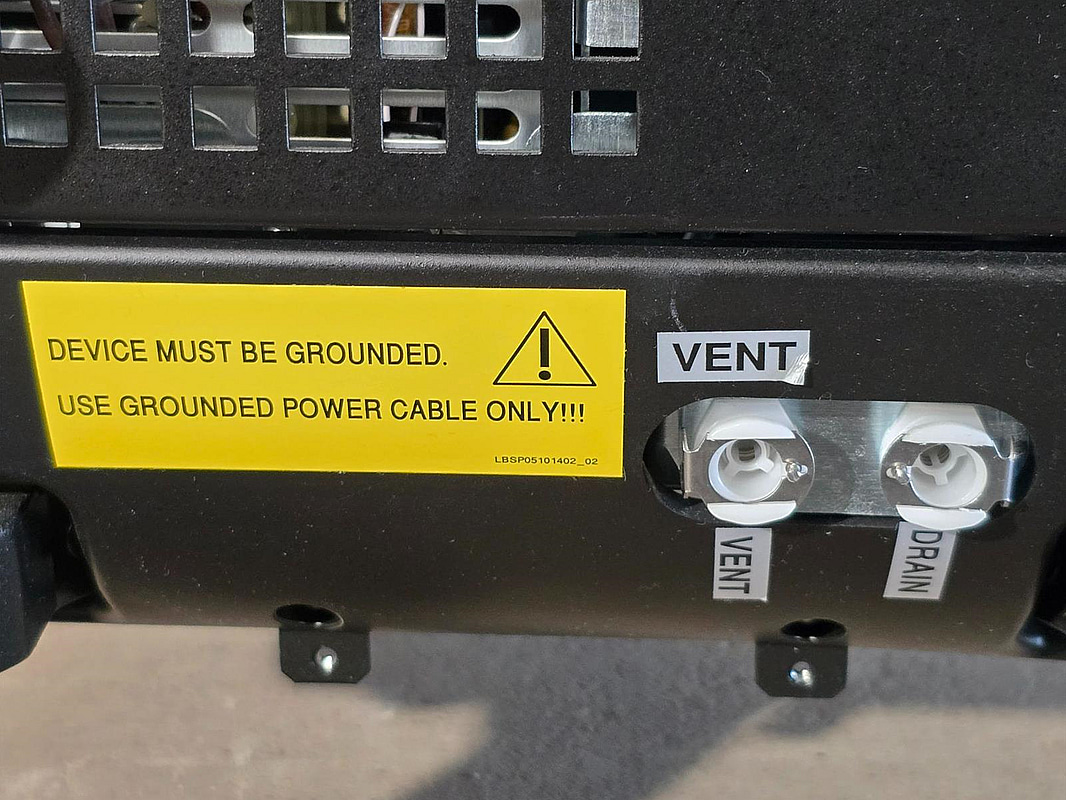 DEVICE MUST BE GROUNDED.
USE GROUNDED POWER CABLE ONLY!!!
LBSP05101402_02
VENT
VENT
DRAIN